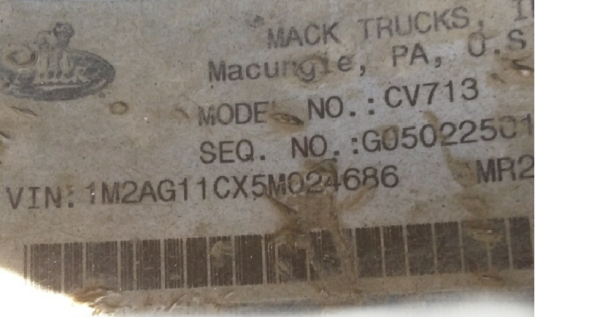 MACK TRUCKS, I
Macungie, PA, U.S
MODEL NO.: CV713
SEQ. NO.:G05022501
VIN: 1M2AG11CX5M024686 MR2